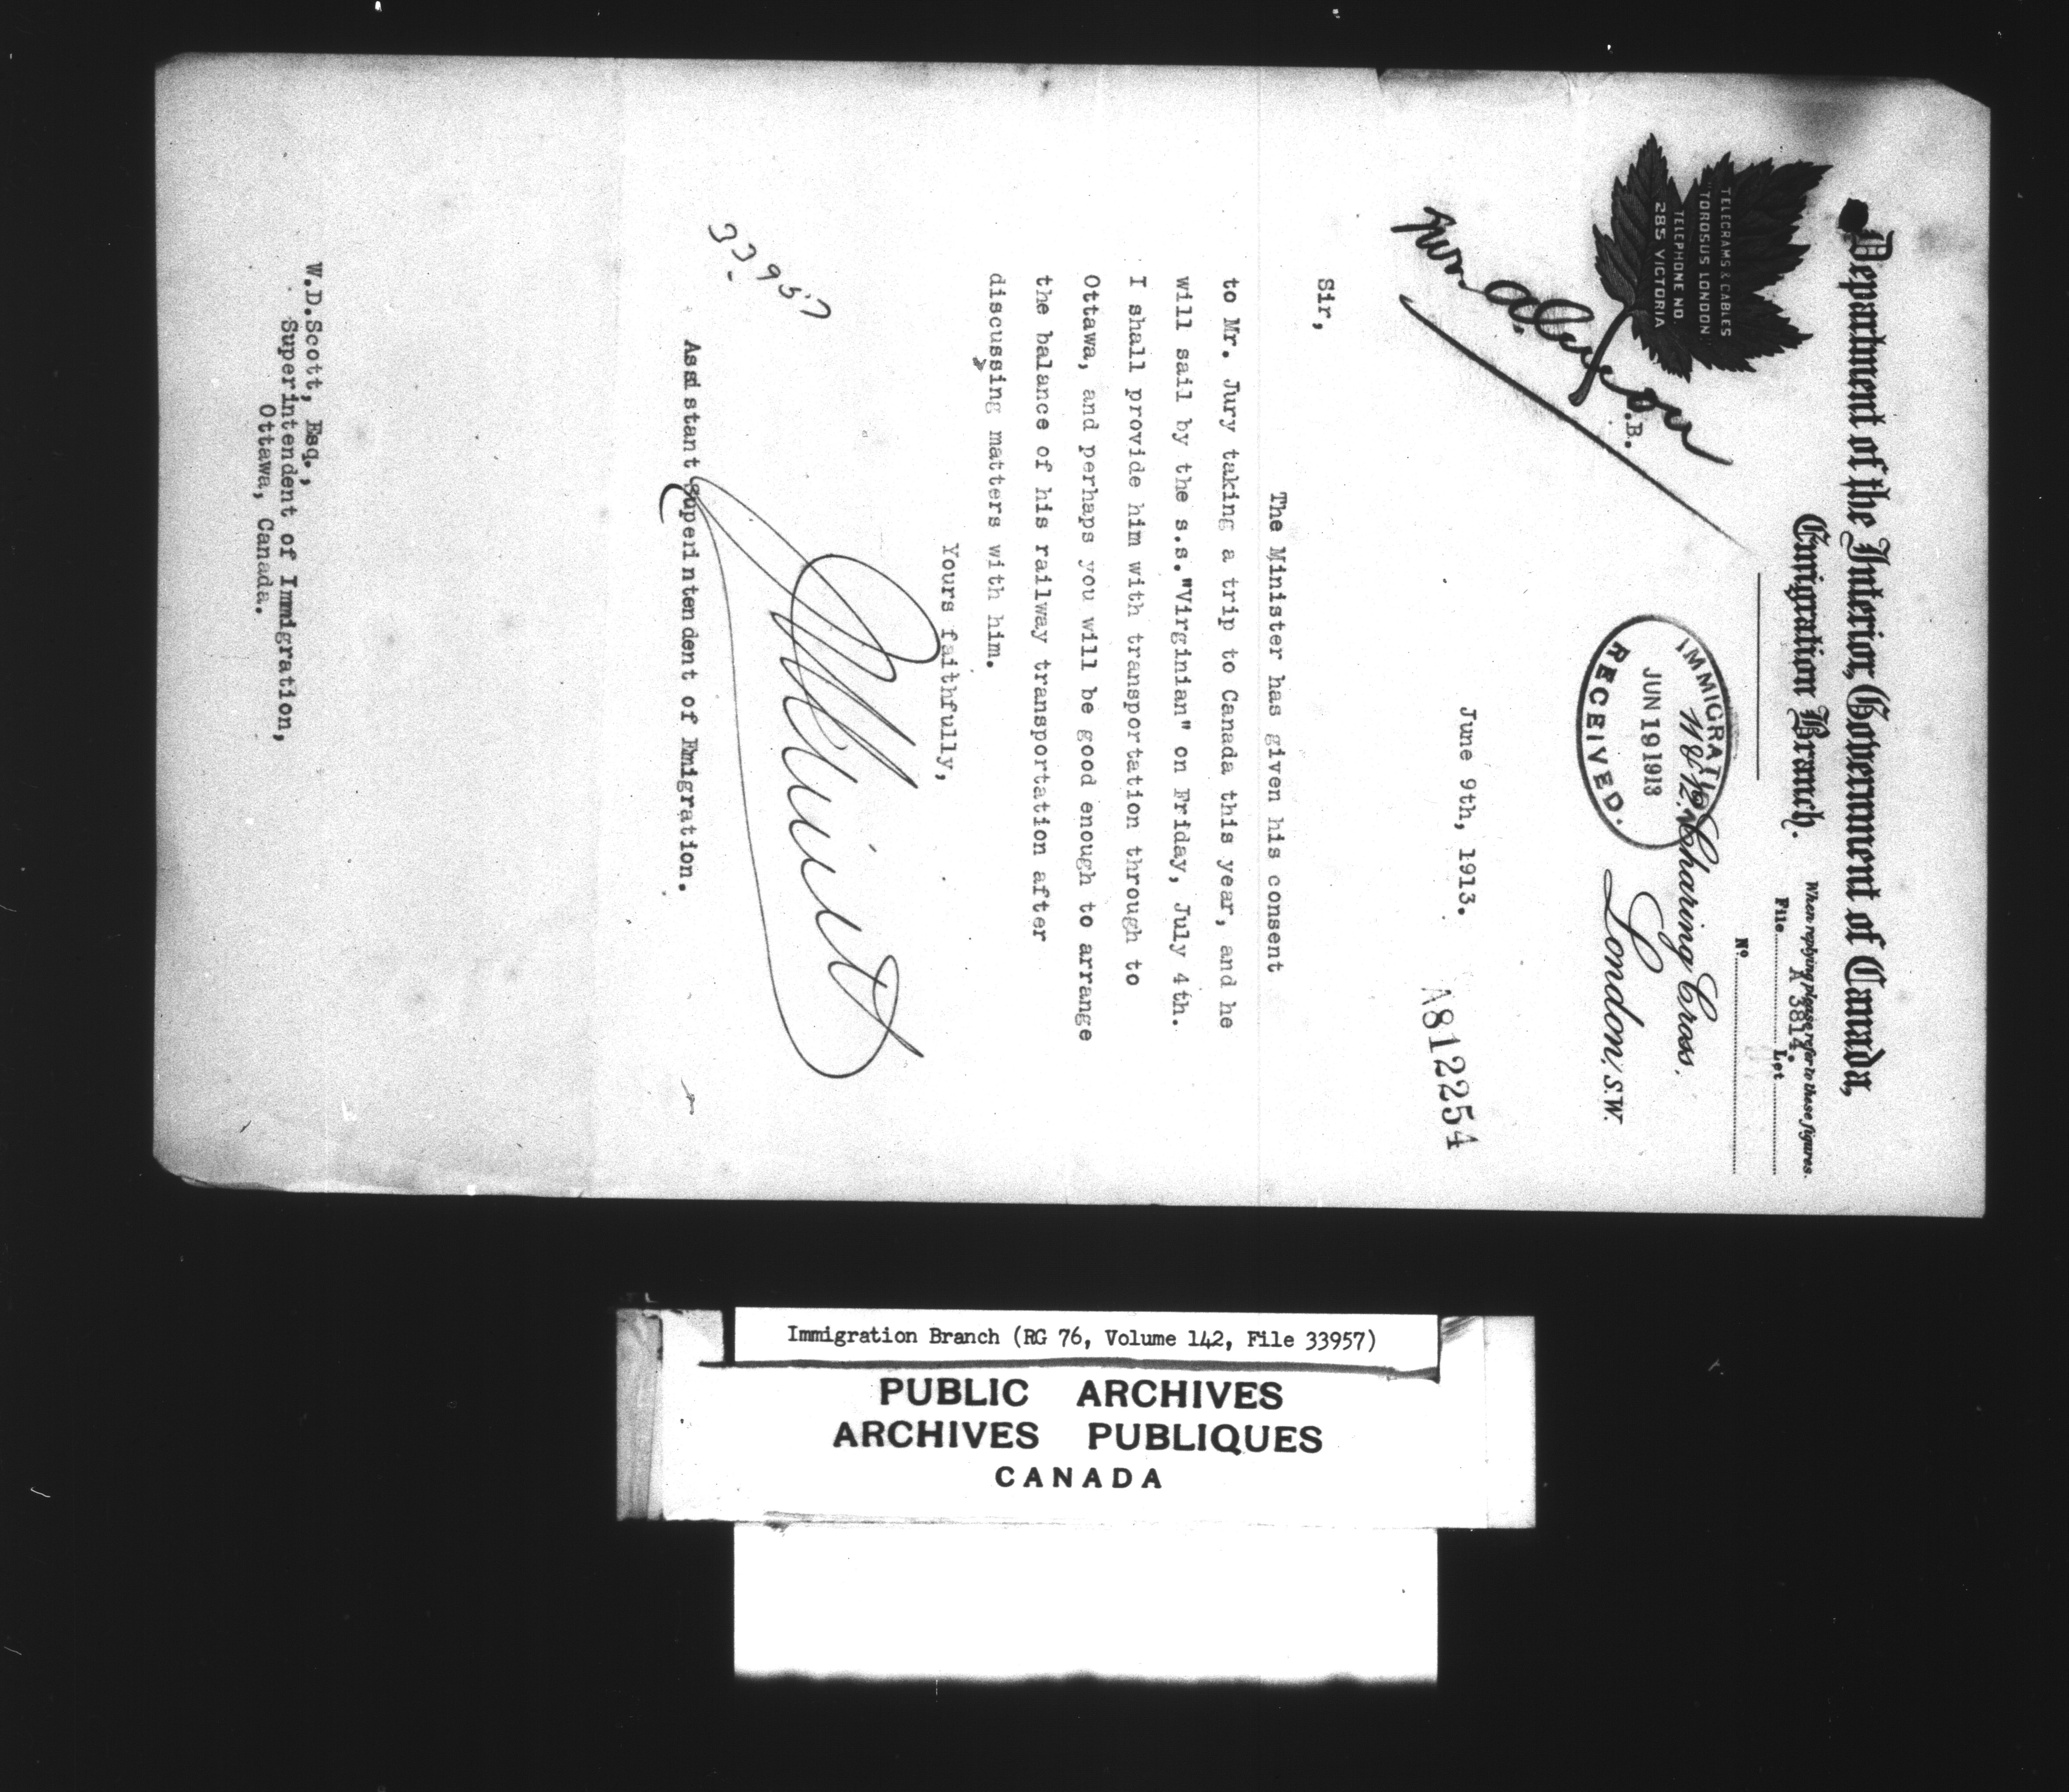 Department of the Interior, Government of Canada,
Emigration Branch.
When replying please refer to these figures.
A 3814.
File Lot
No.
TELEGRAMS & CABLES
"TOROSUS LONDON"
TELEPHONE NO.
285 VICTORIA
.B.
IMMIGRATION
JUN 19 1913
RECEIVED.
Charing Cross,
London, S.W.
June 9th, 1913.
A812254
Sir,
The Minister has given his consent
to Mr. Jury taking a trip to Canada this year, and he
will sail by the s.s."Virginian" on Friday, July 4th.
I shall provide him with transportation through to
Ottawa, and perhaps you will be good enough to arrange
the balance of his railway transportation after
discussing matters with him.
Yours faithfully,
33957
Assistant Superintendent of Emigration.
W.D.Scott, Esq.,
Superintendent of Immigration,
Ottawa, Canada.
Immigration Branch (RG 76, Volume 142, File 33957)
PUBLIC ARCHIVES
ARCHIVES PUBLIQUES
CANADA